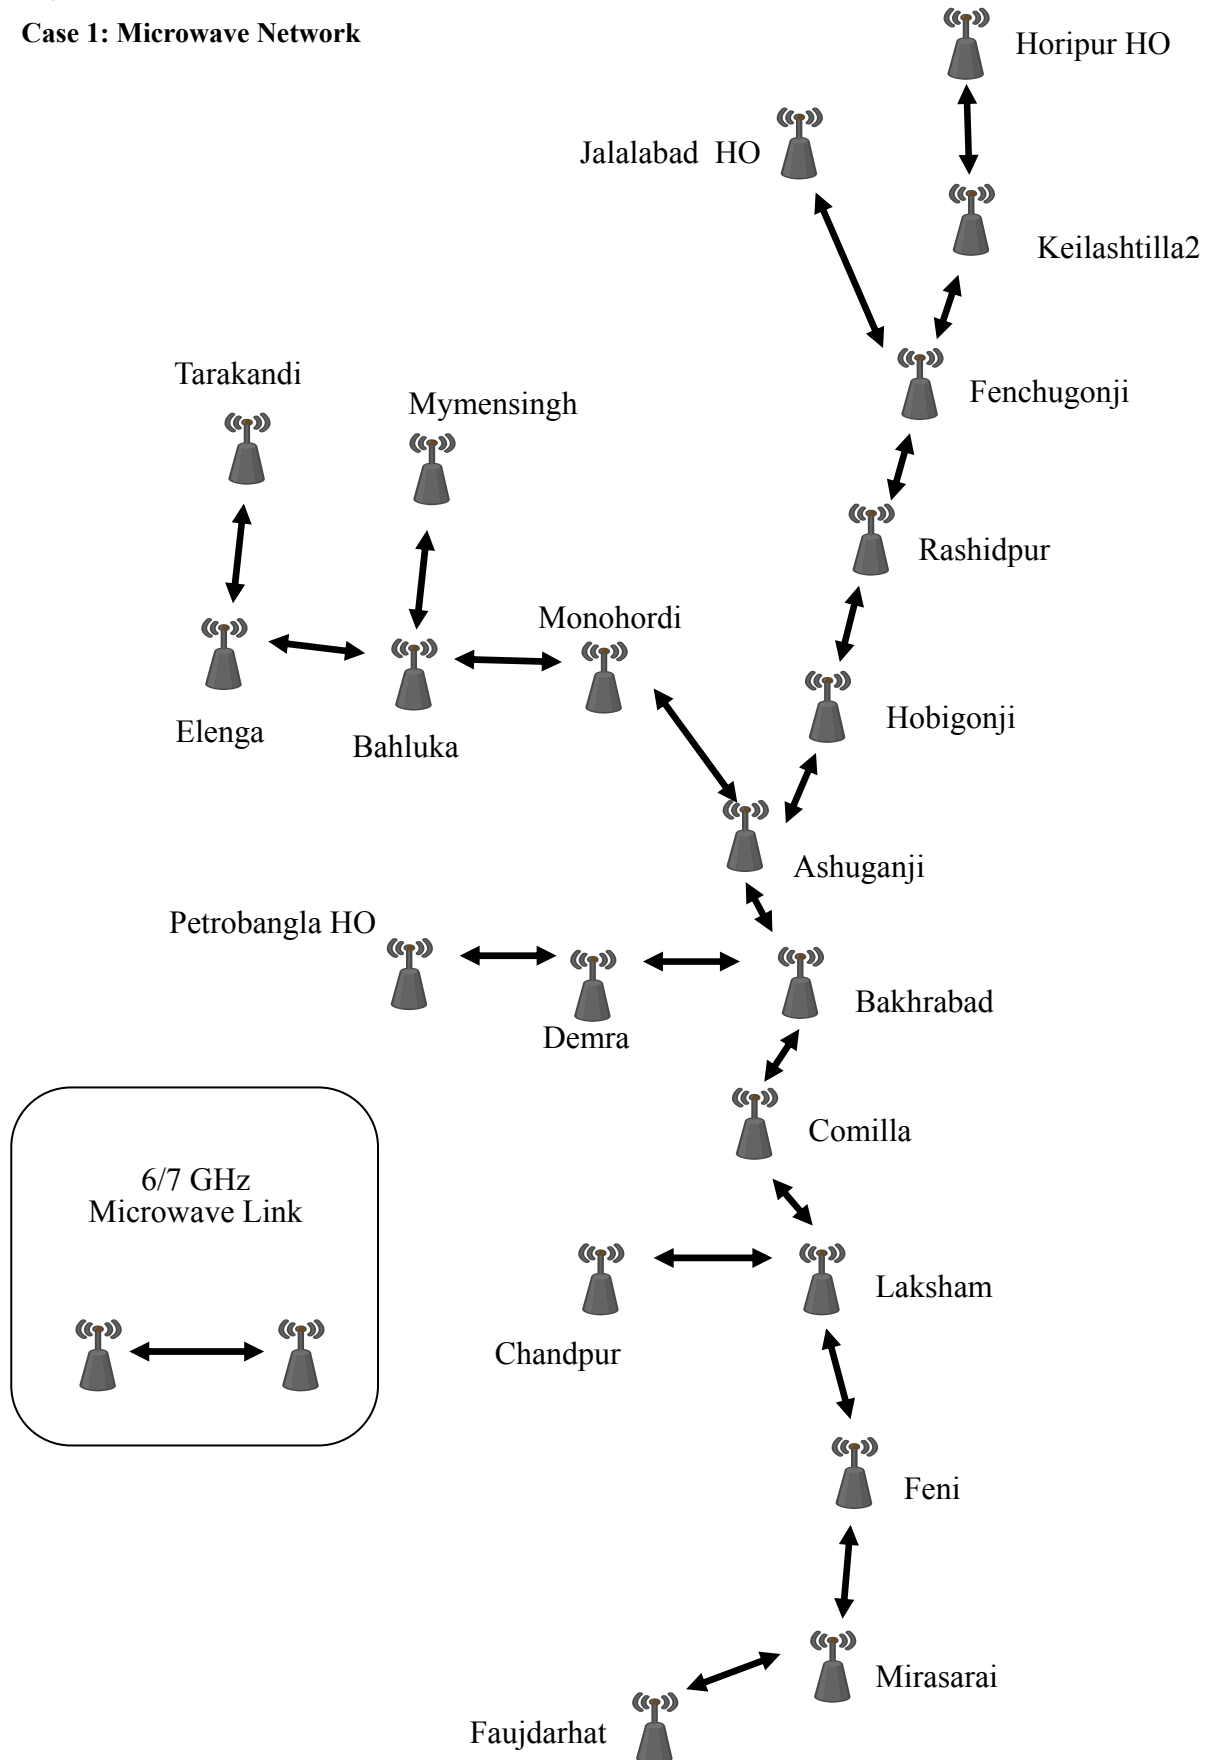 Case 1: Microwave Network
Horipur HO
Jalalabad HO
Keilashtilla2
Tarakandi
Mymensingh
Fenchugonji
Rashidpur
Monohordi
Elenga
Bahluka
Hobigonji
Ashuganji
Petrobangla HO
Demra
Bakhrabad
Comilla
6/7 GHz
Microwave Link
Laksham
Chandpur
Feni
Mirasarai
Faujdarhat